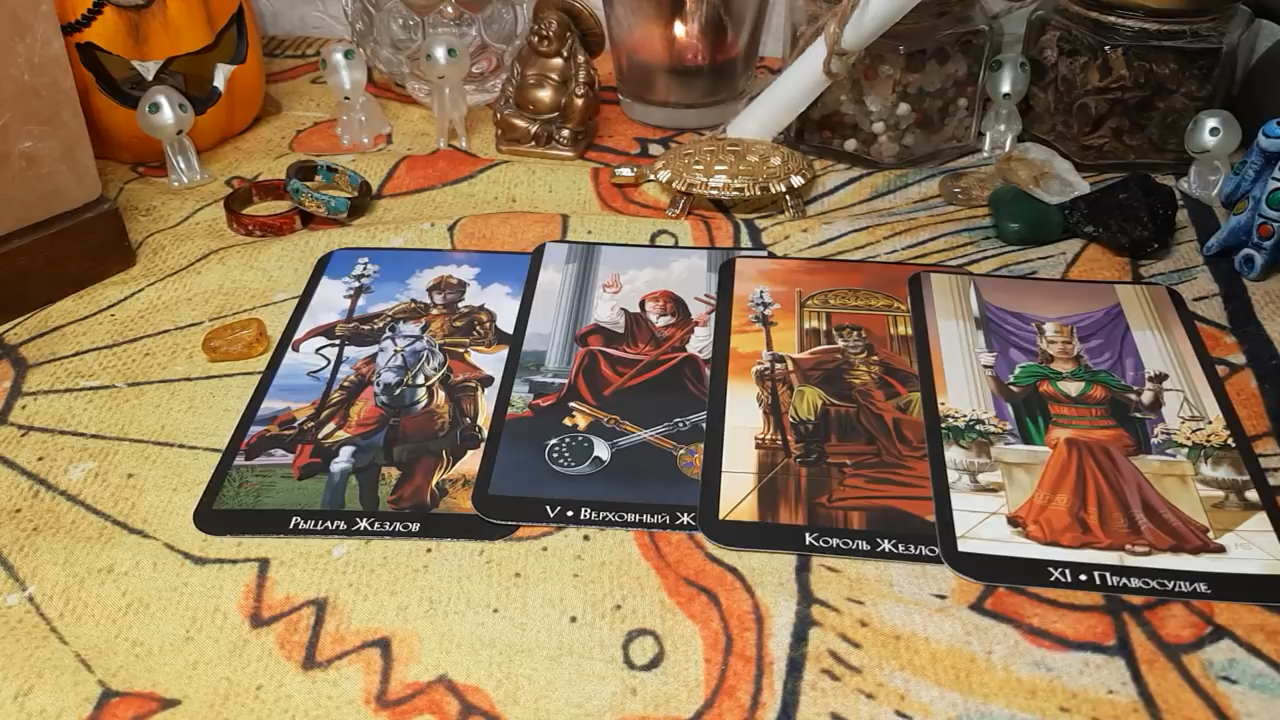 Рыцарь Жезлов
V • Верховный Ж
Король Жезло
XI • Правосудие